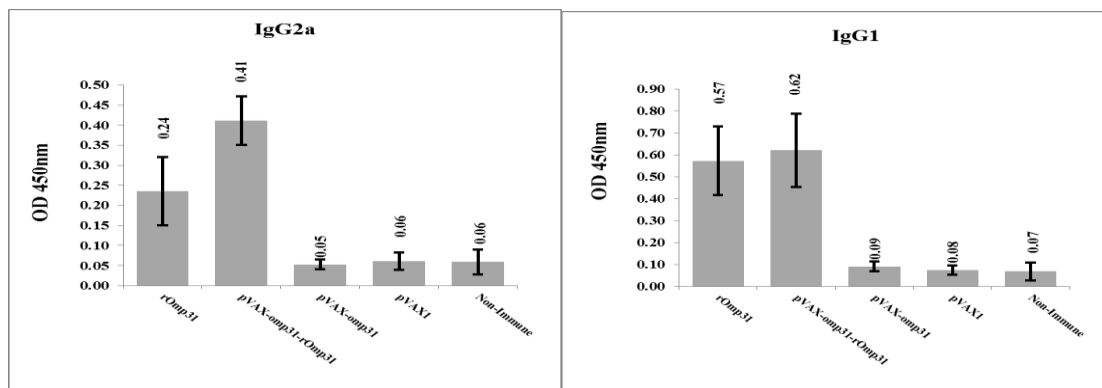 IgG2a
OD 450nm
0.50
0.45
0.40
0.35
0.30
0.25
0.20
0.15
0.10
0.05
0.00
0.24
0.41
0.05
0.06
0.06
rOmp31
pVAX-omp31-rOmp31
pVAX-omp31
pVAX1
Non-Immune
IgG1
OD 450nm
0.90
0.80
0.70
0.60
0.50
0.40
0.30
0.20
0.10
0.00
0.57
0.62
0.09
0.08
0.07
rOmp31
pVAX-omp31-rOmp31
pVAX-omp31
pVAX1
Non-Immune